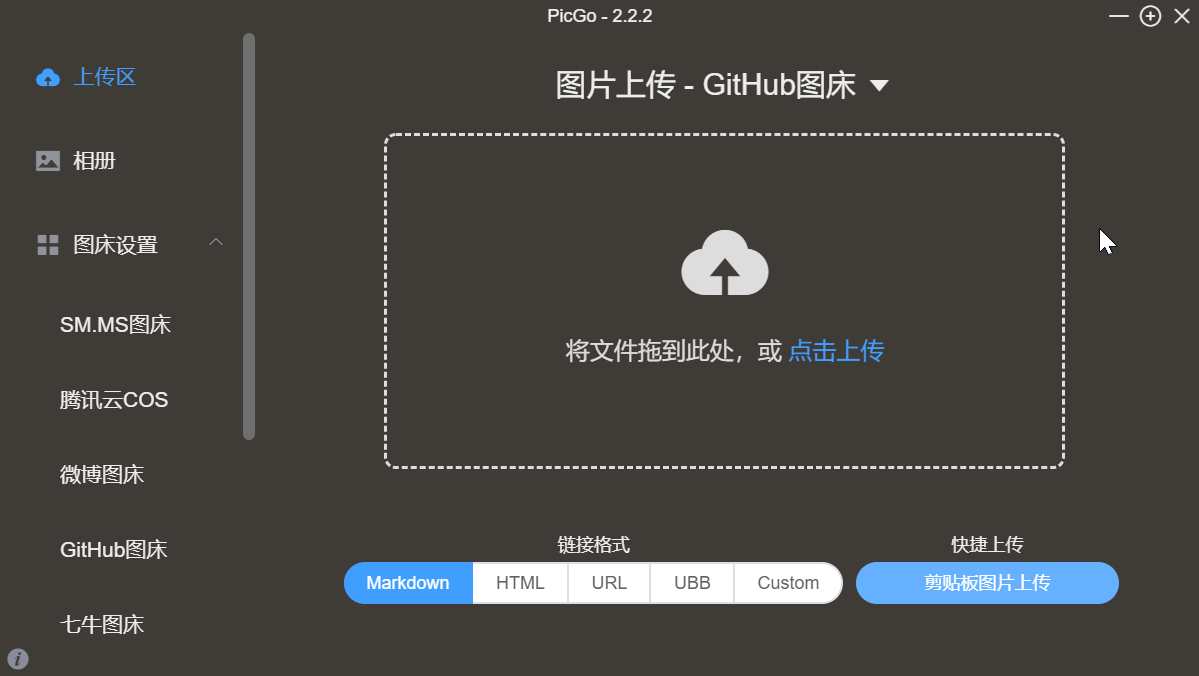 PicGo - 2.2.2
上传区
相册
图床设置
SM.MS图床
腾讯云COS
微博图床
GitHub图床
七牛图床
图片上传 - GitHub图床
将文件拖到此处，或 点击上传
链接格式
Markdown HTML URL UBB Custom
快捷上传
剪贴板图片上传